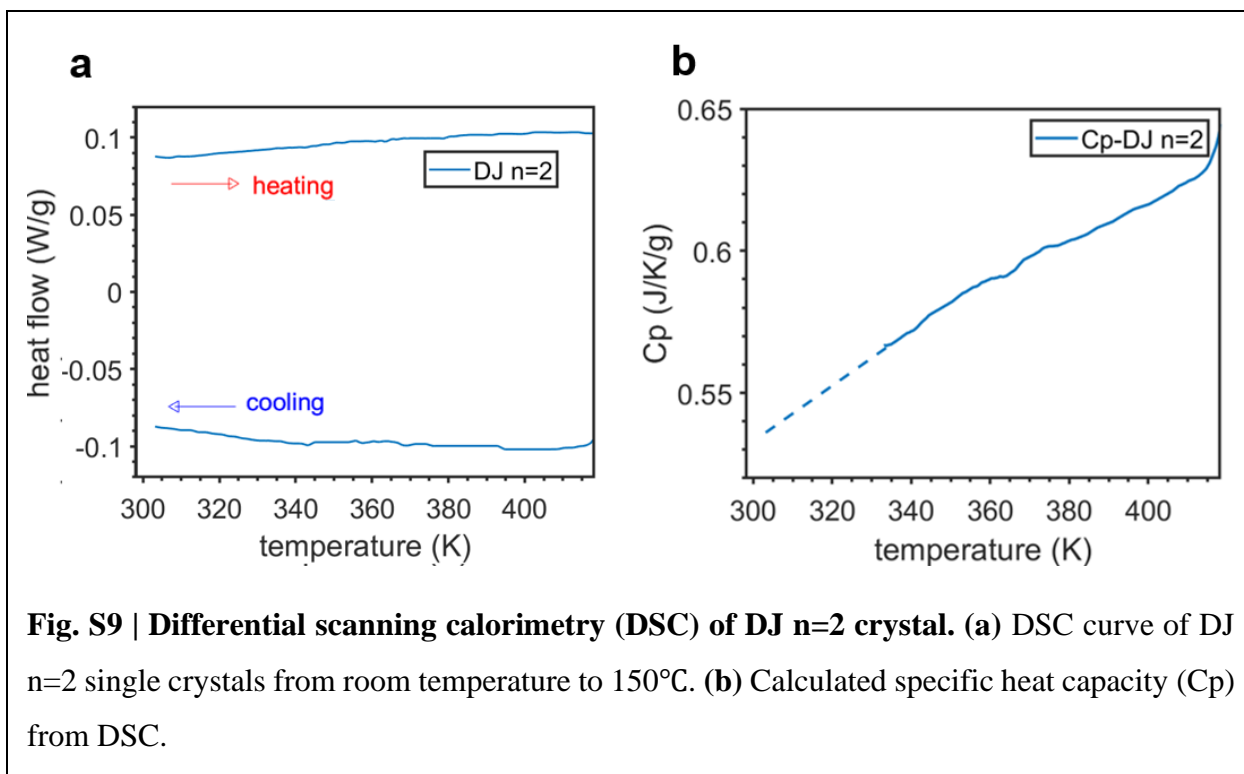 a
b
0.1
0.05
0
-0.05
-0.1
heat flow (W/g)
DJ n=2
heating
cooling
300 320 340 360 380 400
temperature (K)
0.65
0.6
0.55
Cp (J/K/g)
Cp-DJ n=2
300 320 340 360 380 400
temperature (K)
Fig. S9 | Differential scanning calorimetry (DSC) of DJ n=2 crystal. (a) DSC curve of DJ
n=2 single crystals from room temperature to 150℃. (b) Calculated specific heat capacity (Cp)
from DSC.